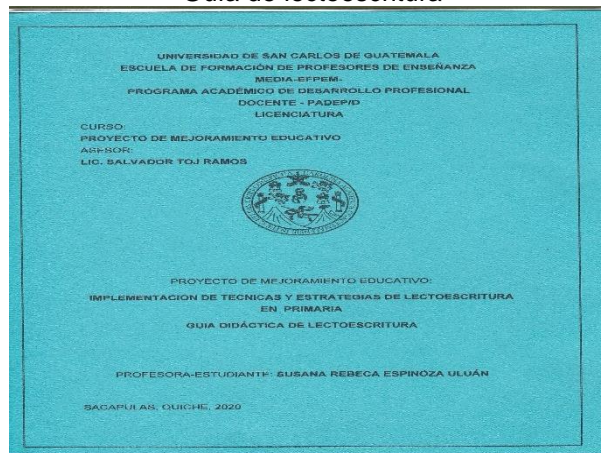 Guía de lectoescritura
UNIVERSIDAD DE SAN CARLOS DE GUATEMALA
ESCUELA DE FORMACIÓN DE PROFESORES DE ENSEÑANZA
MEDIA-EFPEM-
PROGRAMA ACADÉMICO DE DESARROLLO PROFESIONAL
DOCENTE - PADEP/D
LICENCIATURA
CURSO:
PROYECTO DE MEJORAMIENTO EDUCATIVO
ASESOR:
LIC. SALVADOR TOJ RAMOS
PROYECTO DE MEJORAMIENTO EDUCATIVO:
IMPLEMENTACIÓN DE TECNICAS Y ESTRATEGIAS DE LECTOESCRITURA
EN PRIMARIA
GUIA DIDÁCTICA DE LECTOESCRITURA
PROFESORA-ESTUDIANTE: SUSANA REBECA ESPINOZA ULUÁN
SACAPULAS, QUICHE, 2020